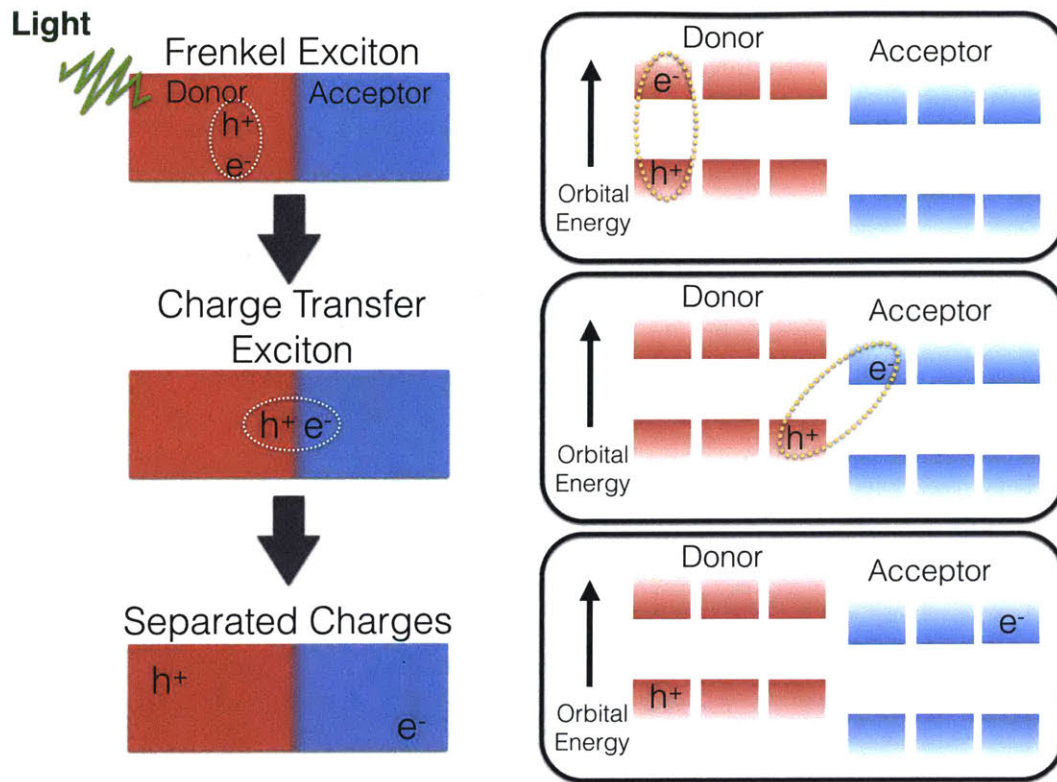 Light
Frenkel Exciton
Donor Acceptor
h+
e-
Donor
Acceptor
e-
h+
Orbital
Energy
Charge Transfer
Exciton
h+ e-
Donor
Acceptor
e-
h+
Orbital
Energy
Separated Charges
h+
e-
Donor
Acceptor
e-
h+
Orbital
Energy